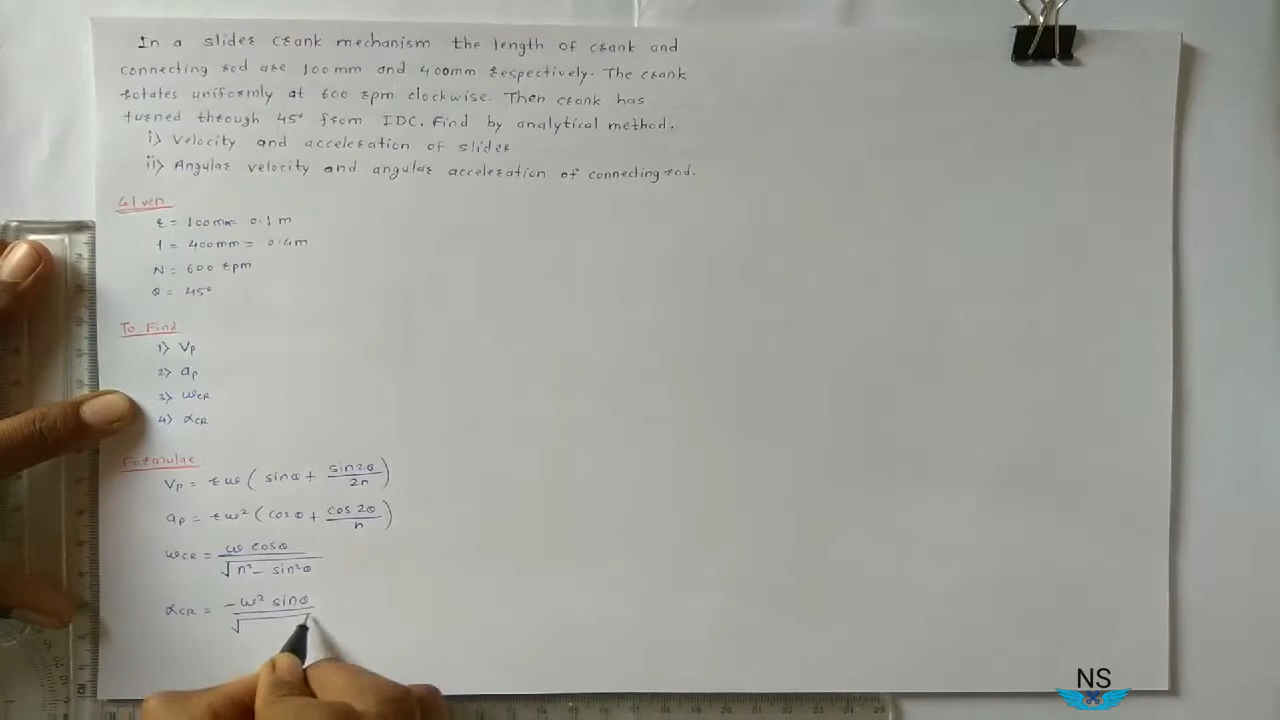 In a slider crank mechanism the length of crank and
connecting rod are 100mm and 400mm respectively. The crank
rotates uniformly at 600 rpm clockwise. Then crank has
turned through 45° from IDC. Find by analytical method.
i> Velocity and acceleration of slider
ii> Angular velocity and angular acceleration of connecting rod.
Given
r = 100mm = 0.1 m
l = 400mm = 0.4m
N = 600 rpm
θ = 45°
To Find
1> Vp
2> ap
3> ωCR
4> αCR
Formulae
Vp = rω ( sinθ + sin2θ/2n )
ap = rω² ( cosθ + cos2θ/n )
ωCR = ω cosθ / √n² - sin²θ
αCR = -ω² sinθ / √
NS